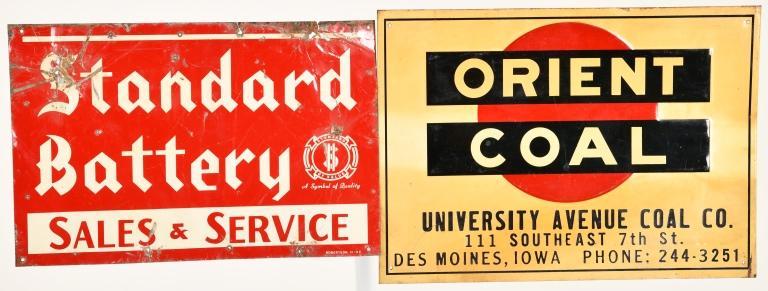 Standard
Battery
A Symbol of Quality
SALES & SERVICE
ORIENT
COAL
UNIVERSITY AVENUE COAL CO.
111 SOUTHEAST 7th St.
DES MOINES, IOWA PHONE: 244-3251